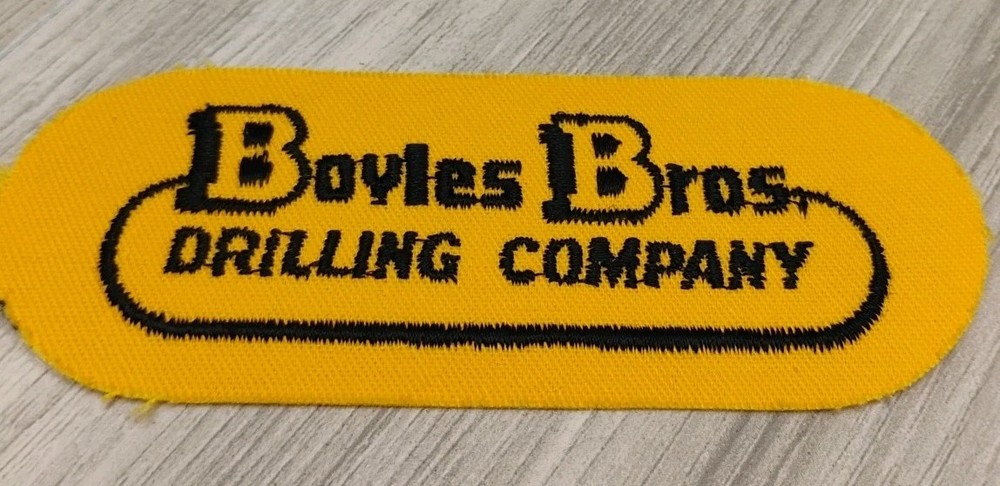 Boyles Bros.
DRILLING COMPANY